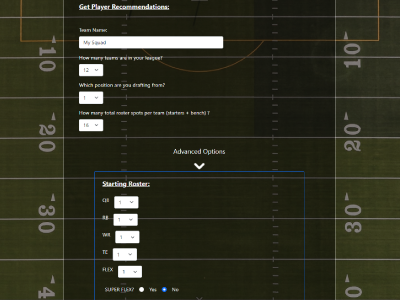 Get Player Recommendations:
Team Name:
My Squad
How many teams are in your league?
12
Which position are you drafting from?
1
How many total roster spots per team (starters + bench) ?
16
Advanced Options
Starting Roster:
QB 1
RB 1
WR 1
TE 1
FLEX 1
SUPER FLEX? Yes No
10
10
20
20
30
30